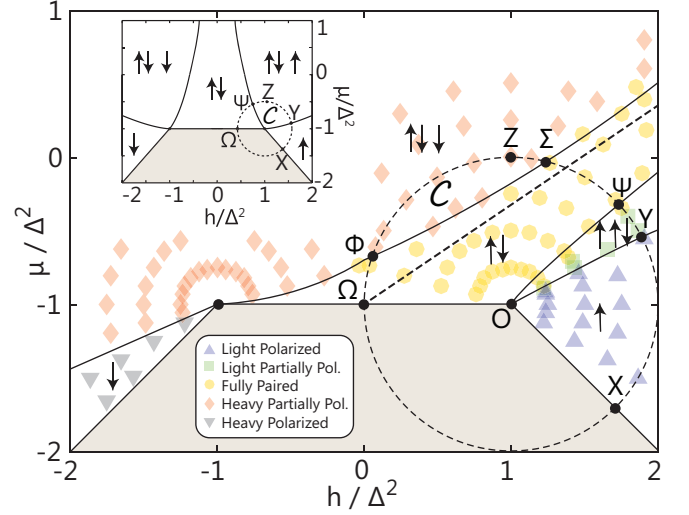 1
0
-1
-2
μ / Δ²
-2
-1
0
1
2
h / Δ²
1
0
-1
-2
μ/Δ²
-2
-1
0
1
2
h/Δ²
Ψ
Z
C
Y
Ω
X
Z
Σ
C
Φ
Ψ
Y
Ω
O
X
Light Polarized
Light Partially Pol.
Fully Paired
Heavy Partially Pol.
Heavy Polarized